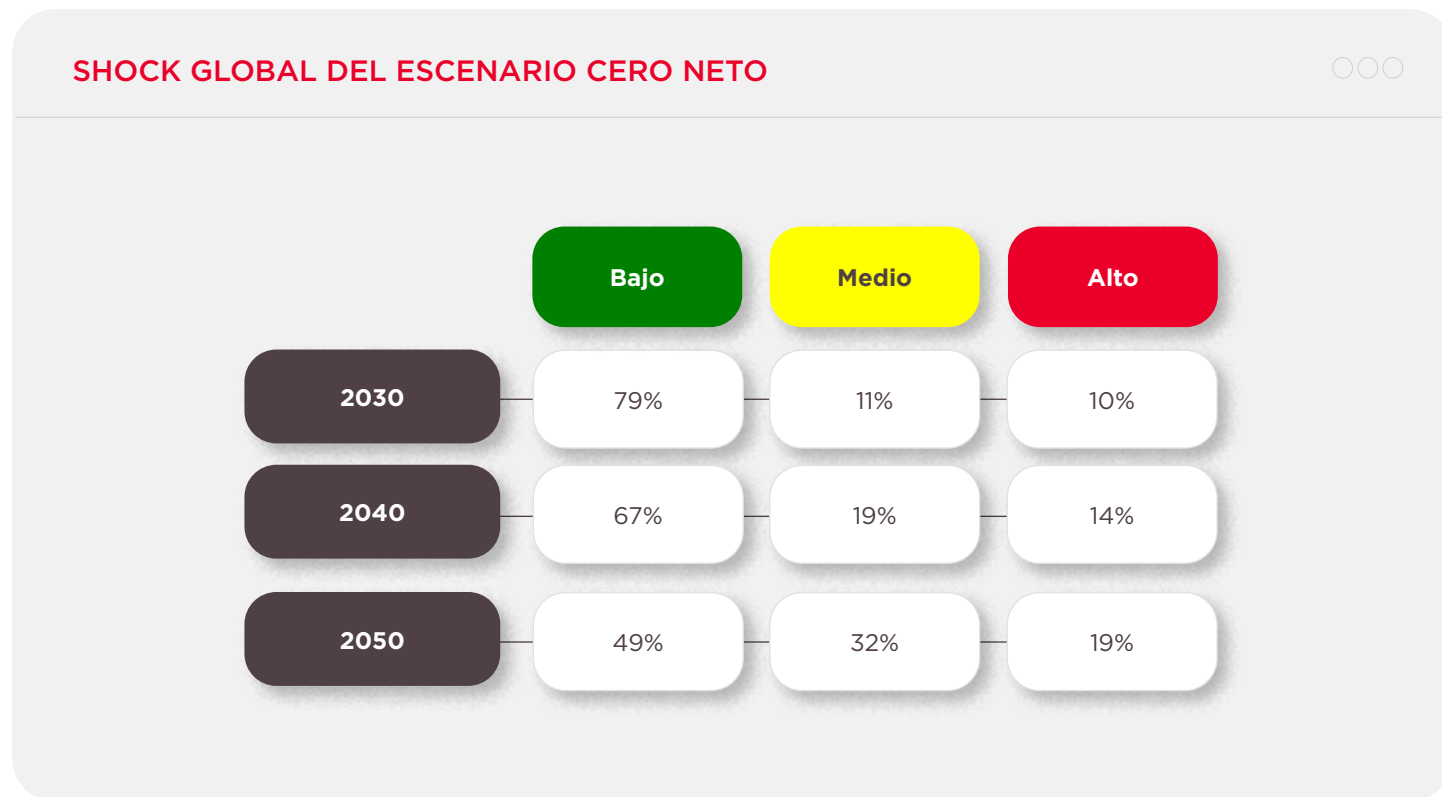 SHOCK GLOBAL DEL ESCENARIO CERO NETO
Bajo Medio Alto
2030 79% 11% 10%
2040 67% 19% 14%
2050 49% 32% 19%